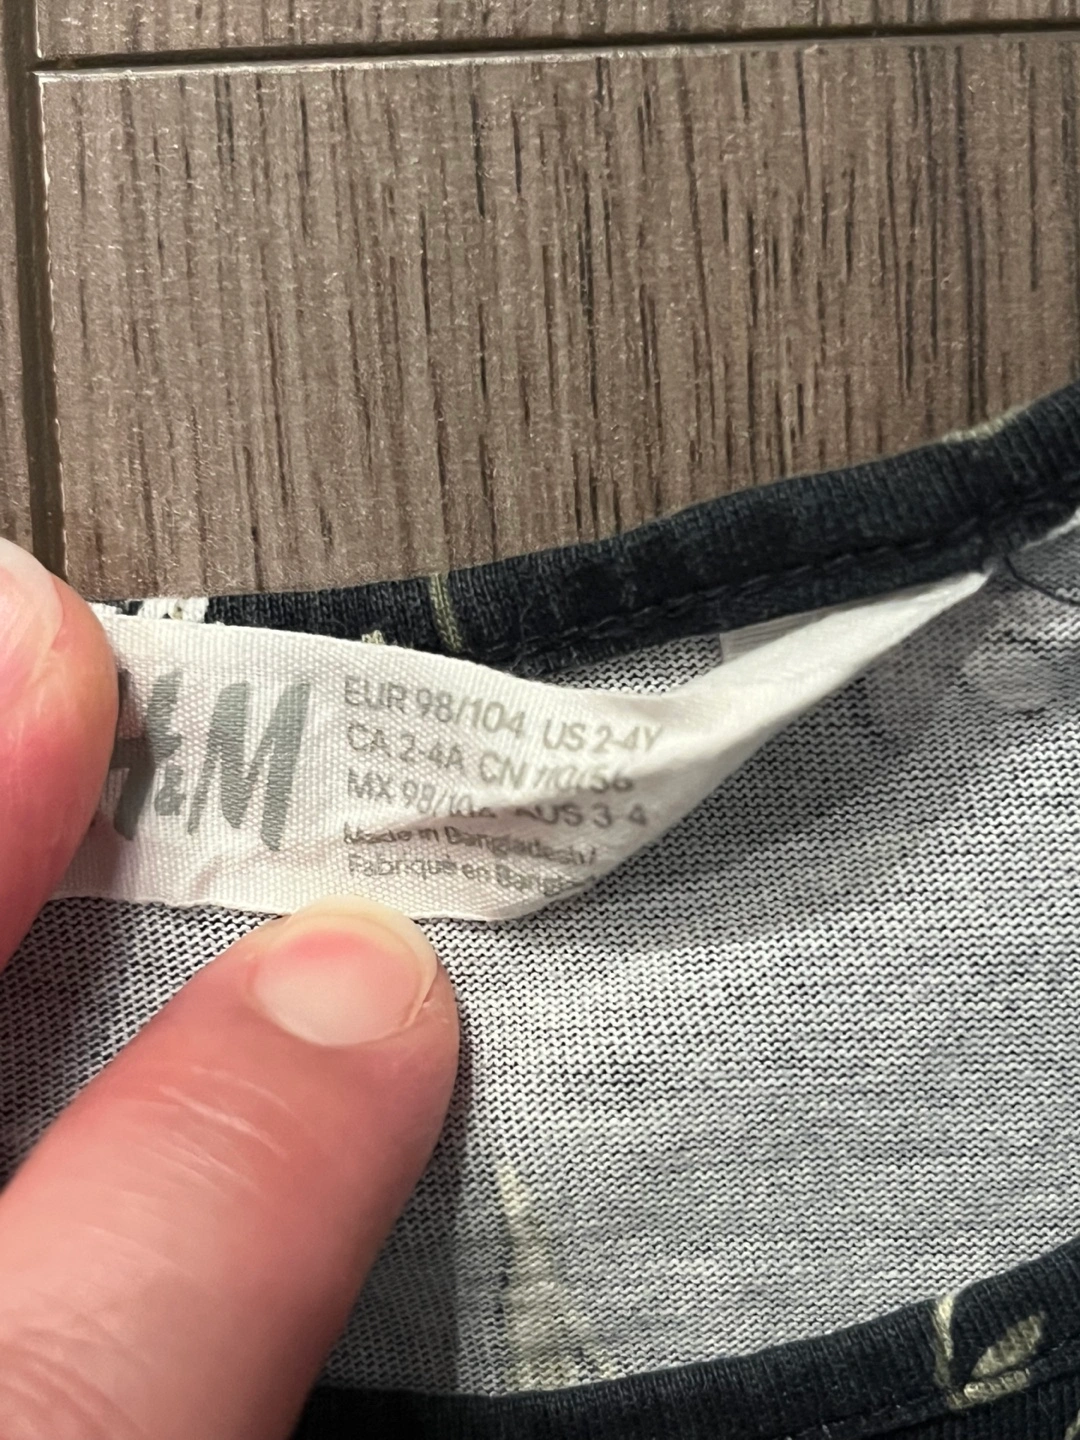 H&M
EUR 98/104 US 2-4Y
CA 2-4A CN 110/56
MX 98/104 AUS 3-4
Made in Bangladesh/
Fabriqué en